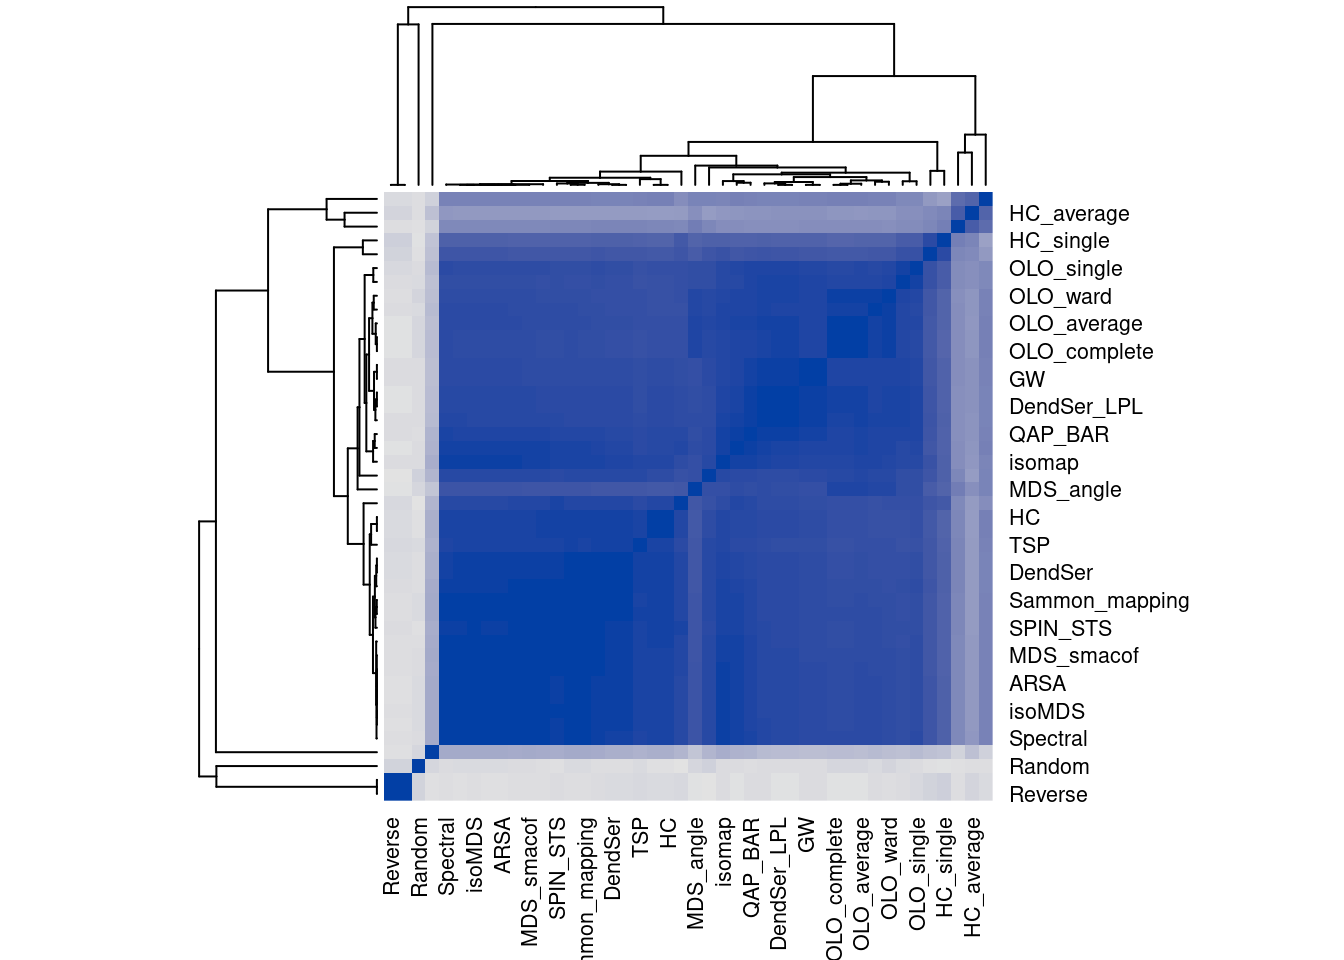 HC_average
HC_single
OLO_single
OLO_ward
OLO_average
OLO_complete
GW
DendSer_LPL
QAP_BAR
isomap
MDS_angle
HC
TSP
DendSer
Sammon_mapping
SPIN_STS
MDS_smacof
ARSA
isoMDS
Spectral
Random
Reverse
Reverse
Random
Spectral
isoMDS
ARSA
MDS_smacof
SPIN_STS
mon_mapping
DendSer
TSP
HC
MDS_angle
isomap
QAP_BAR
DendSer_LPL
GW
OLO_complete
OLO_average
OLO_ward
OLO_single
HC_single
HC_average